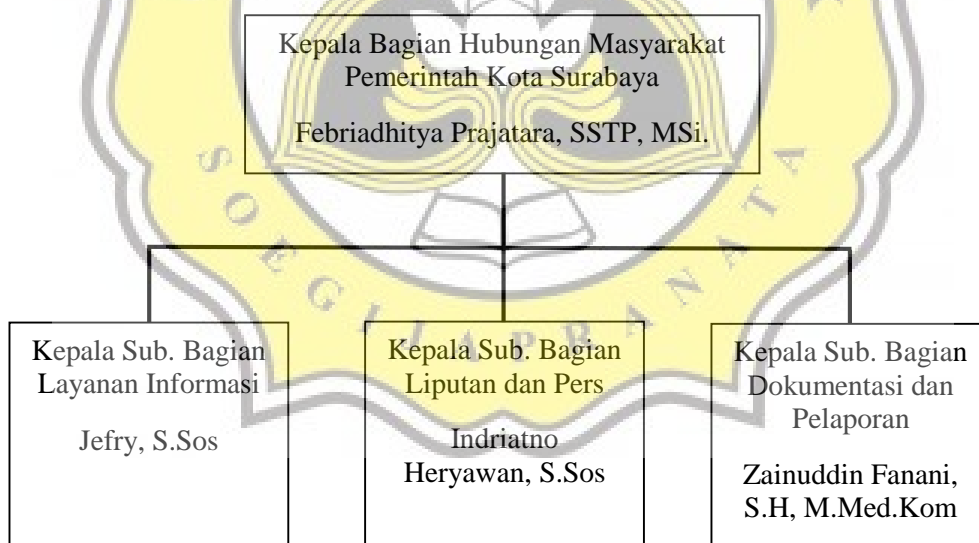 Kepala Bagian Hubungan Masyarakat
Pemerintah Kota Surabaya
Febriadhitya Prajatara, SSTP, MSi.
Kepala Sub. Bagian
Layanan Informasi
Jefry, S.Sos
Kepala Sub. Bagian
Liputan dan Pers
Indriatno
Heryawan, S.Sos
Kepala Sub. Bagian
Dokumentasi dan
Pelaporan
Zainuddin Fanani,
S.H, M.Med.Kom
SOEGIJAPRANATA